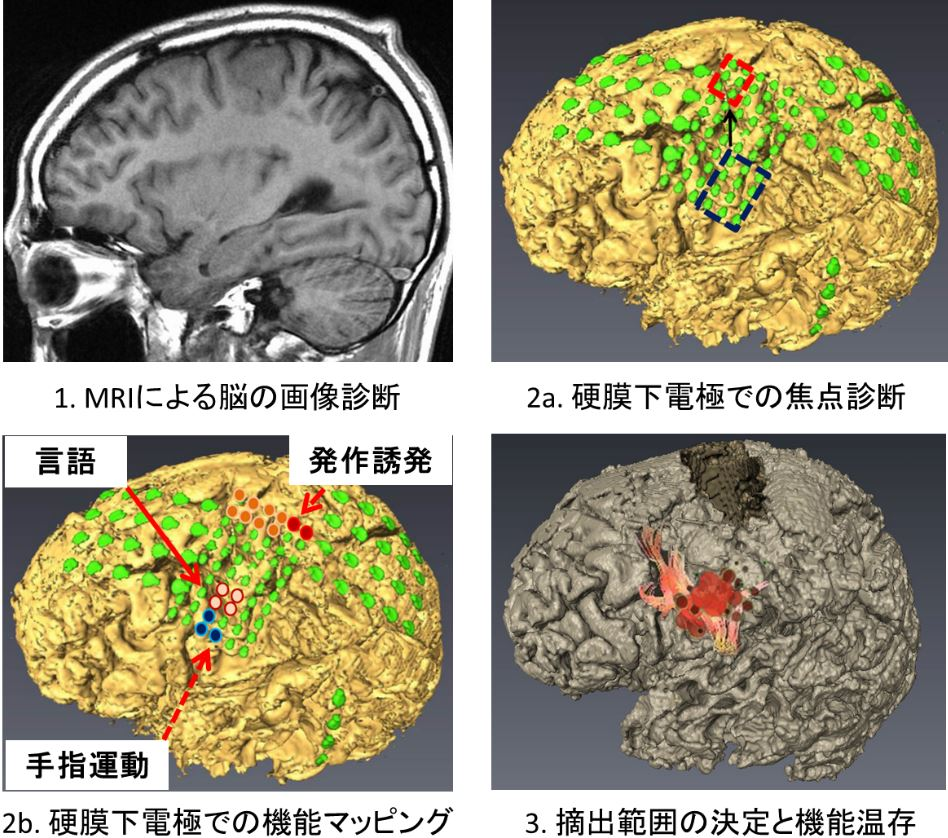 1. MRIによる脳の画像診断
2a. 硬膜下電極での焦点診断
言語
発作誘発
手指運動
2b. 硬膜下電極での機能マッピング
3. 摘出範囲の決定と機能温存